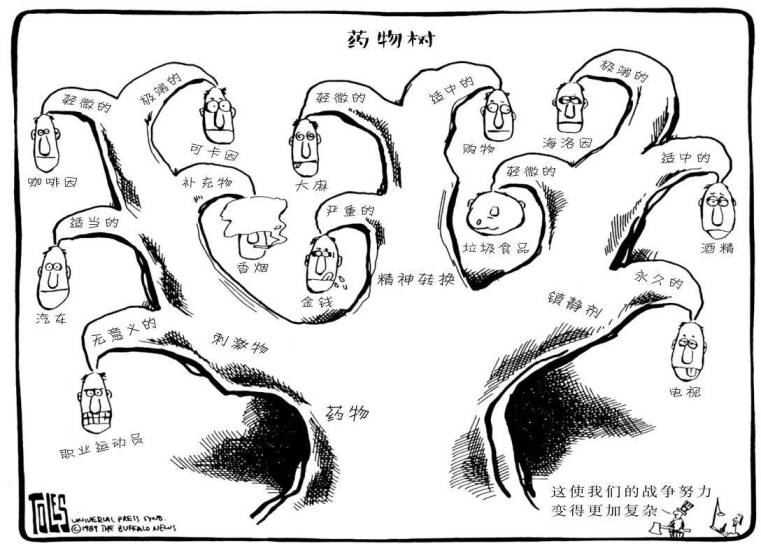 药物树
轻微的
极端的
轻微的
适中的
极端的
咖啡因
可卡因
大麻
购物
海洛因
补充物
轻微的
适中的
适当的
严重的
香烟
垃圾食品
酒精
汽车
金钱
精神转换
永久的
镇静剂
无意义的
刺激物
电视
药物
职业运动员
这使我们的战争努力
变得更加复杂
TOLES
UNIVERSAL PRESS SYND.
©1989 THE BUFFALO NEWS